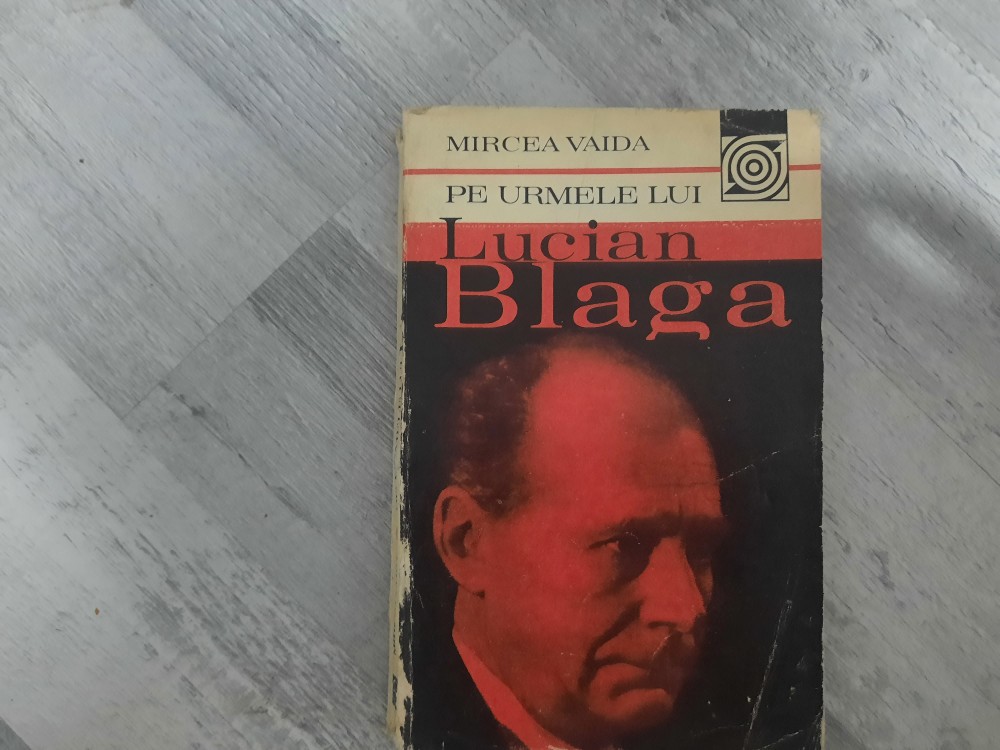 MIRCEA VAIDA
PE URMELE LUI
Lucian
Blaga